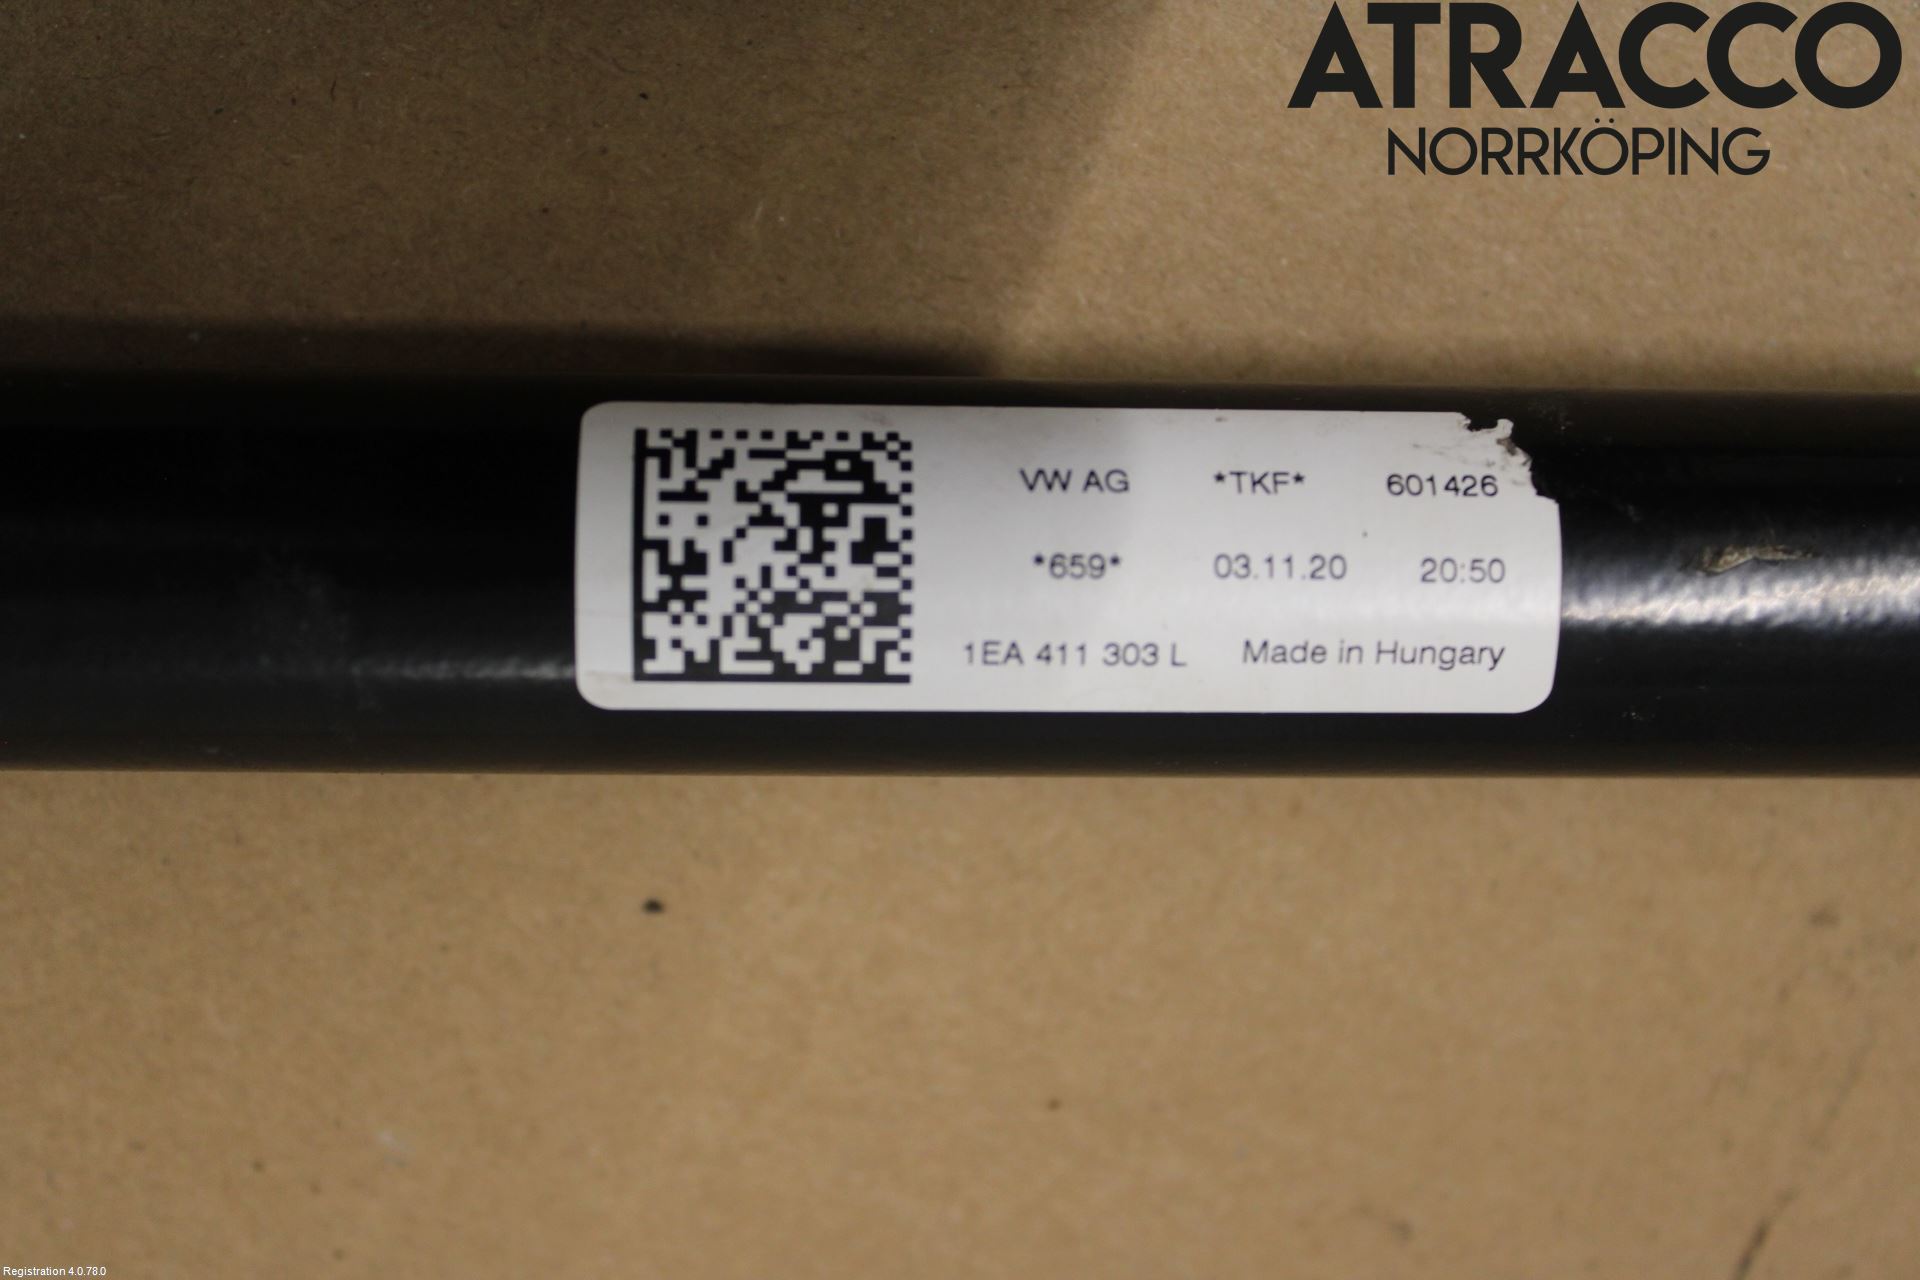 ATRACCO
NORRKÖPING
VW AG *TKF* 601426
*659* 03.11.20 20:50
1EA 411 303 L Made in Hungary
Registration 4.0.78.0